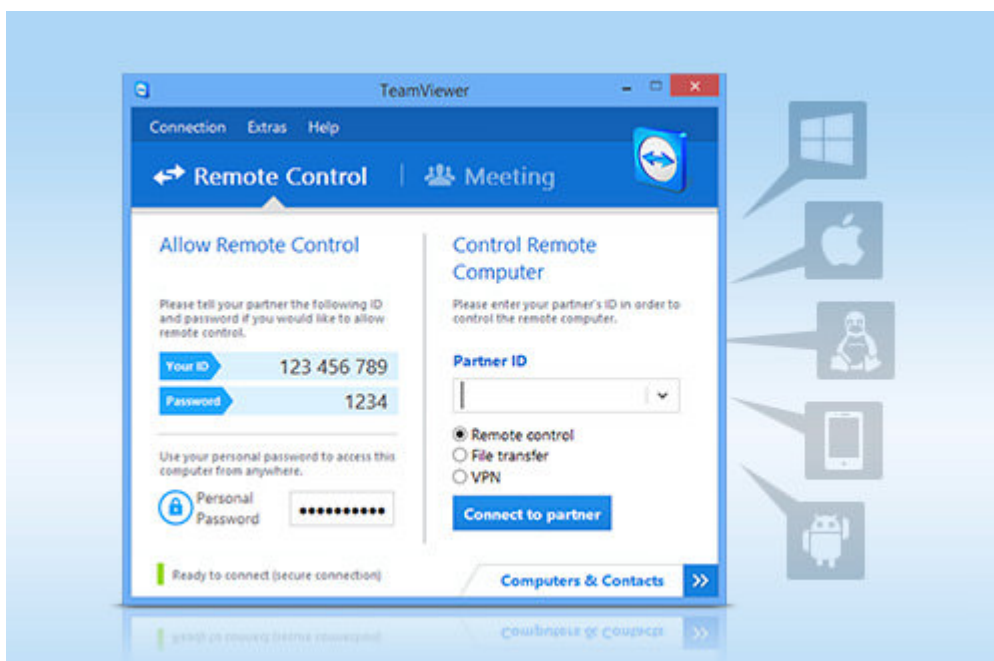 TeamViewer
Connection Extras Help
Remote Control
Meeting
Allow Remote Control
Please tell your partner the following ID
and password if you would like to allow
remote control.
Your ID 123 456 789
Password 1234
Use your personal password to access this
computer from anywhere.
Personal
Password
Ready to connect (secure connection)
Control Remote
Computer
Please enter your partner's ID in order to
control the remote computer.
Partner ID
Remote control
File transfer
VPN
Connect to partner
Computers & Contacts